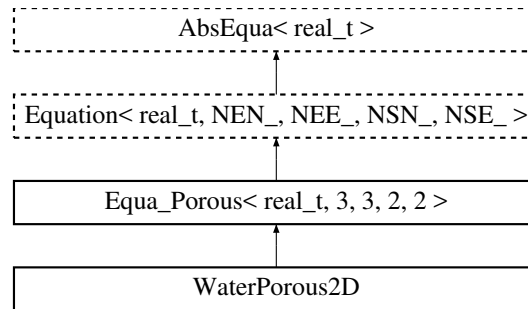 AbsEqua< real_t >
Equation< real_t, NEN_, NEE_, NSN_, NSE_ >
Equa_Porous< real_t, 3, 3, 2, 2 >
WaterPorous2D